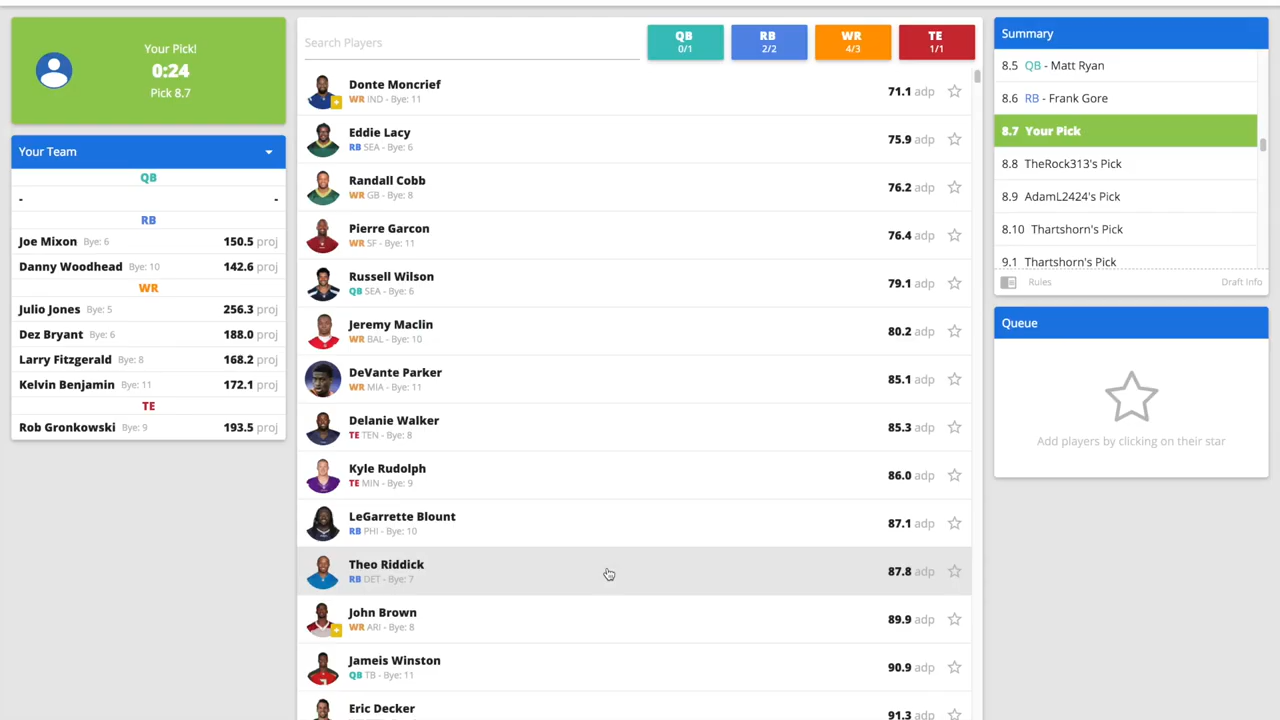 Your Pick!
0:24
Pick 8.7
Your Team
QB
- -
RB
Joe Mixon Bye: 6 150.5 proj
Danny Woodhead Bye: 10 142.6 proj
WR
Julio Jones Bye: 5 256.3 proj
Dez Bryant Bye: 6 188.0 proj
Larry Fitzgerald Bye: 8 168.2 proj
Kelvin Benjamin Bye: 11 172.1 proj
TE
Rob Gronkowski Bye: 9 193.5 proj
Search Players
QB RB WR TE
0/1 2/2 4/3 1/1
Donte Moncrief
WR IND - Bye: 11
71.1 adp
Eddie Lacy
RB SEA - Bye: 6
75.9 adp
Randall Cobb
WR GB - Bye: 8
76.2 adp
Pierre Garcon
WR SF - Bye: 11
76.4 adp
Russell Wilson
QB SEA - Bye: 6
79.1 adp
Jeremy Maclin
WR BAL - Bye: 10
80.2 adp
DeVante Parker
WR MIA - Bye: 11
85.1 adp
Delanie Walker
TE TEN - Bye: 8
85.3 adp
Kyle Rudolph
TE MIN - Bye: 9
86.0 adp
LeGarrette Blount
RB PHI - Bye: 10
87.1 adp
Theo Riddick
RB DET - Bye: 7
87.8 adp
John Brown
WR ARI - Bye: 8
89.9 adp
Jameis Winston
QB TB - Bye: 11
90.9 adp
Eric Decker
91.3 adp
Summary
8.5 QB - Matt Ryan
8.6 RB - Frank Gore
8.7 Your Pick
8.8 TheRock313's Pick
8.9 AdamL2424's Pick
8.10 Thartshorn's Pick
9.1 Thartshorn's Pick
Rules Draft Info
Queue
Add players by clicking on their star